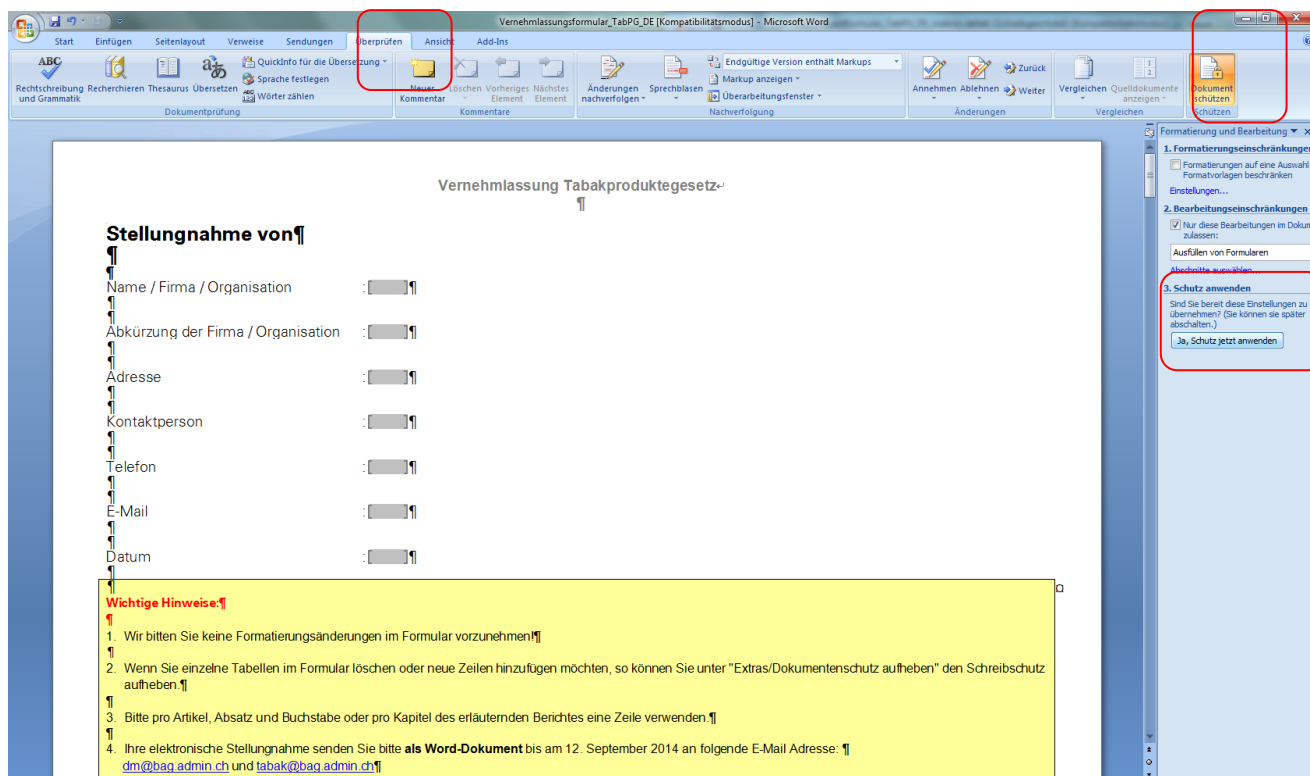 Vernehmlassungsformular_TabPG_DE [Kompatibilitätsmodus] - Microsoft Word
Start Einfügen Seitenlayout Verweise Sendungen Überprüfen Ansicht Add-Ins
ABC
Rechtschreibung und Grammatik
Recherchieren
Thesaurus
Übersetzen
QuickInfo für die Übersetzung
Sprache festlegen
Wörter zählen
Dokumentprüfung
Neuer Kommentar
Löschen
Vorheriges Element
Nächstes Element
Kommentare
Änderungen nachverfolgen
Sprechblasen
Endgültige Version enthält Markups
Markup anzeigen
Überarbeitungsfenster
Nachverfolgung
Annehmen
Ablehnen
Zurück
Weiter
Änderungen
Vergleichen
Quelldokumente anzeigen
Vergleichen
Dokument schützen
Schützen
Vernehmlassung Tabakproduktegesetz↵
¶
Stellungnahme von¶
¶
¶
Name / Firma / Organisation :[ ]¶
¶
¶
Abkürzung der Firma / Organisation :[ ]¶
¶
¶
Adresse :[ ]¶
¶
¶
Kontaktperson :[ ]¶
¶
¶
Telefon :[ ]¶
¶
¶
E-Mail :[ ]¶
¶
¶
Datum :[ ]¶
¶
¶
Wichtige Hinweise:¶
¶
1. Wir bitten Sie keine Formatierungsänderungen im Formular vorzunehmen!¶
¶
2. Wenn Sie einzelne Tabellen im Formular löschen oder neue Zeilen hinzufügen möchten, so können Sie unter "Extras/Dokumentenschutz aufheben" den Schreibschutz
aufheben.¶
¶
3. Bitte pro Artikel, Absatz und Buchstabe oder pro Kapitel des erläuternden Berichtes eine Zeile verwenden.¶
¶
4. Ihre elektronische Stellungnahme senden Sie bitte als Word-Dokument bis am 12. September 2014 an folgende E-Mail Adresse: ¶
dm@bag.admin.ch und tabak@bag.admin.ch¶
Formatierung und Bearbeitung
1. Formatierungseinschränkungen
Formatierungen auf eine Auswahl
Formatvorlagen beschränken
Einstellungen...
2. Bearbeitungseinschränkungen
Nur diese Bearbeitungen im Dokum
zulassen:
Ausfüllen von Formularen
Abschnitte auswählen...
3. Schutz anwenden
Sind Sie bereit diese Einstellungen zu
übernehmen? (Sie können sie später
abschalten.)
Ja, Schutz jetzt anwenden